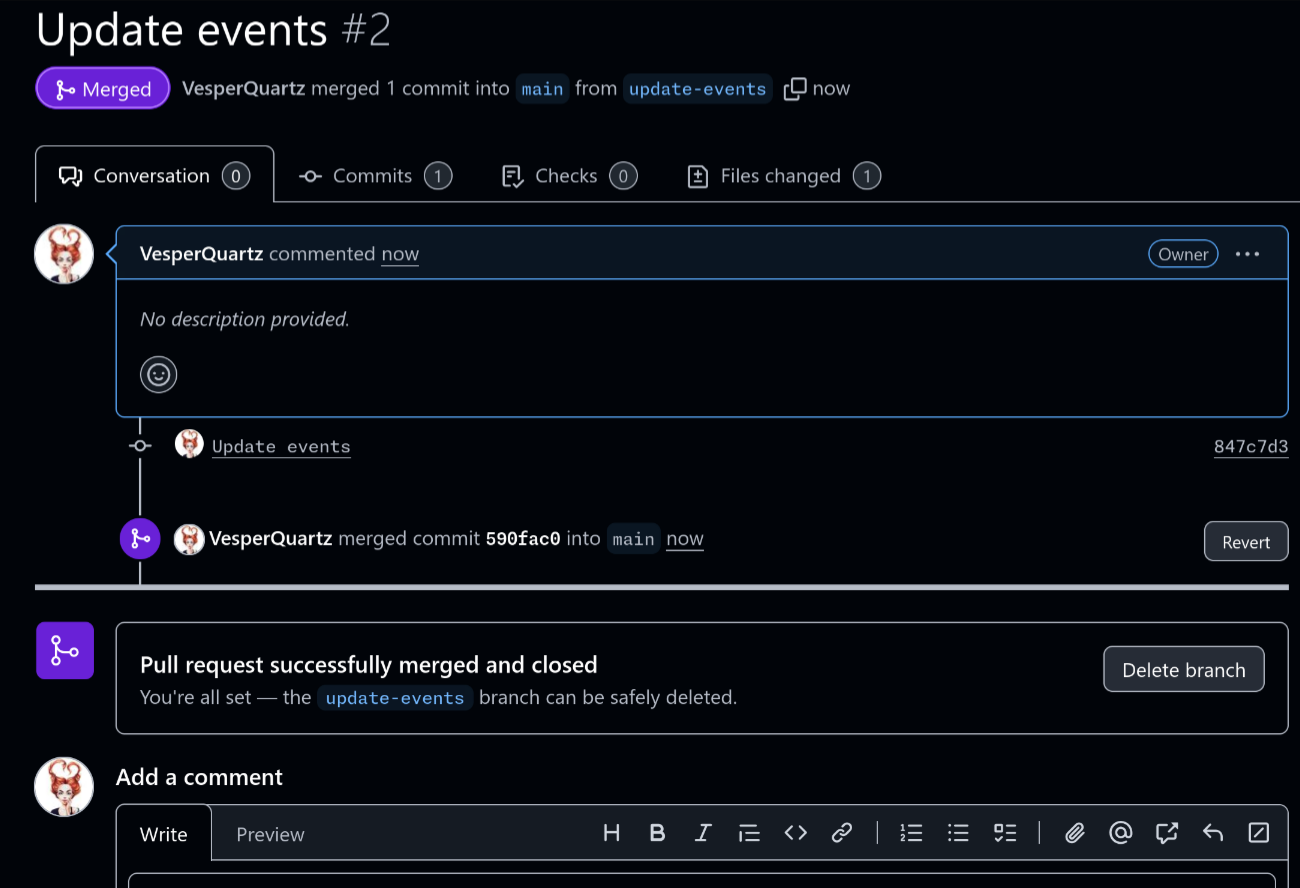 Update events #2
Merged VesperQuartz merged 1 commit into main from update-events now
Conversation 0 Commits 1 Checks 0 Files changed 1
VesperQuartz commented now Owner
No description provided.
Update events 847c7d3
VesperQuartz merged commit 590fac0 into main now Revert
Pull request successfully merged and closed
You're all set — the update-events branch can be safely deleted.
Delete branch
Add a comment
Write Preview